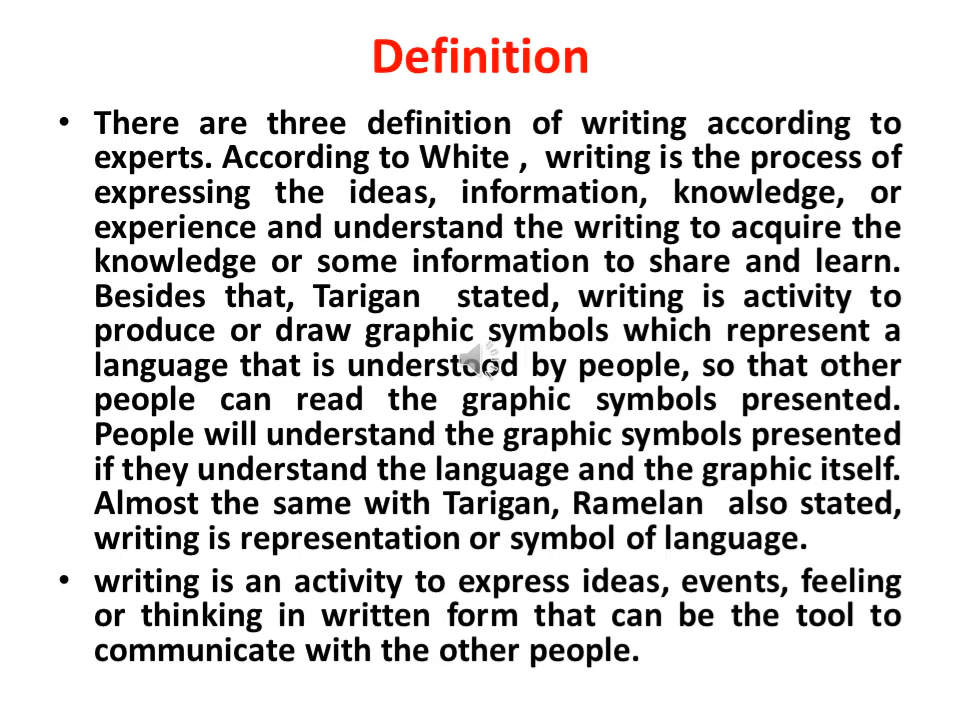 Definition
• There are three definition of writing according to
experts. According to White , writing is the process of
expressing the ideas, information, knowledge, or
experience and understand the writing to acquire the
knowledge or some information to share and learn.
Besides that, Tarigan stated, writing is activity to
produce or draw graphic symbols which represent a
language that is understood by people, so that other
people can read the graphic symbols presented.
People will understand the graphic symbols presented
if they understand the language and the graphic itself.
Almost the same with Tarigan, Ramelan also stated,
writing is representation or symbol of language.
• writing is an activity to express ideas, events, feeling
or thinking in written form that can be the tool to
communicate with the other people.